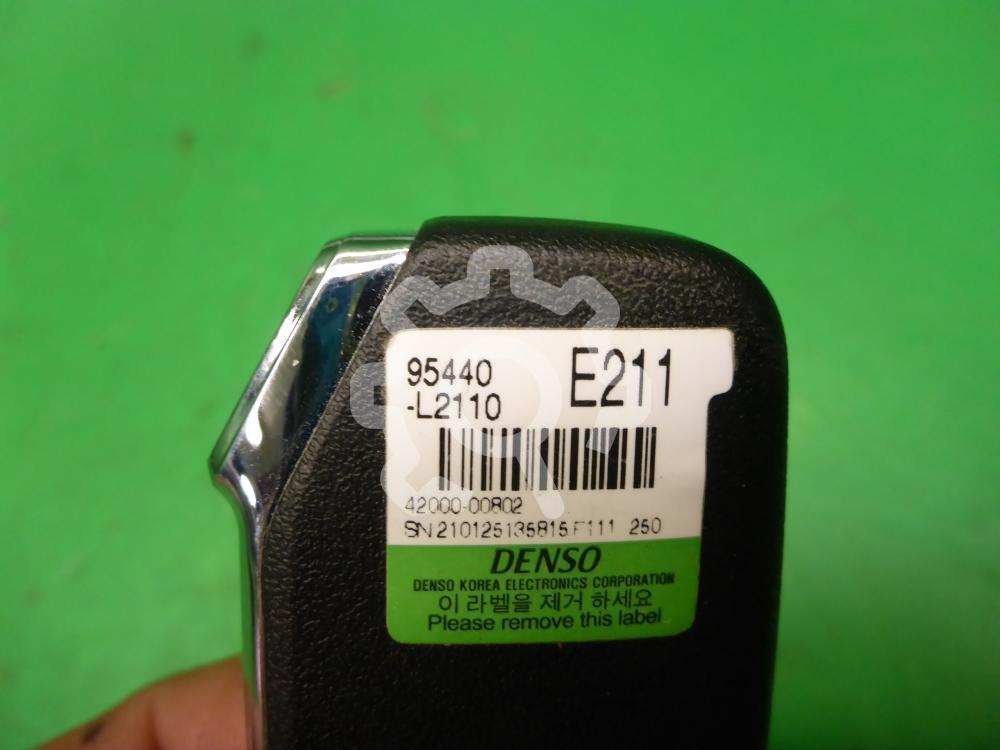 95440
-L2110
E211
42000-00802
SN 210125135815 F111 250
DENSO
DENSO KOREA ELECTRONICS CORPORATION
이 라벨을 제거 하세요
Please remove this label